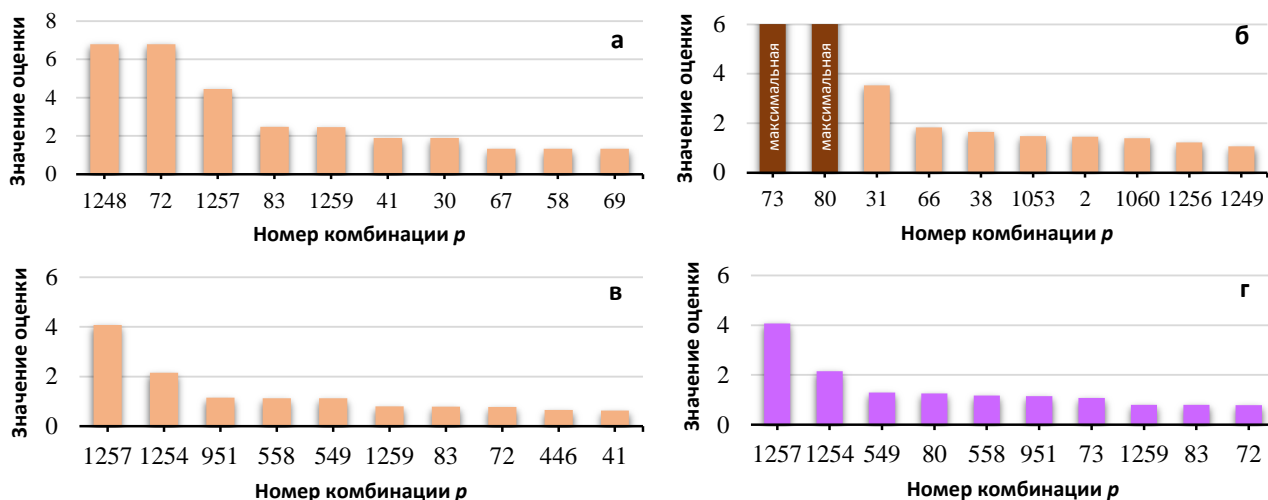 а
Значение оценки
8
6
4
2
0
1248 72 1257 83 1259 41 30 67 58 69
Номер комбинации p
б
Значение оценки
6
4
2
0
максимальная
максимальная
73 80 31 66 38 1053 2 1060 1256 1249
Номер комбинации p
в
Значение оценки
6
4
2
0
1257 1254 951 558 549 1259 83 72 446 41
Номер комбинации p
г
Значение оценки
6
4
2
0
1257 1254 549 80 558 951 73 1259 83 72
Номер комбинации p